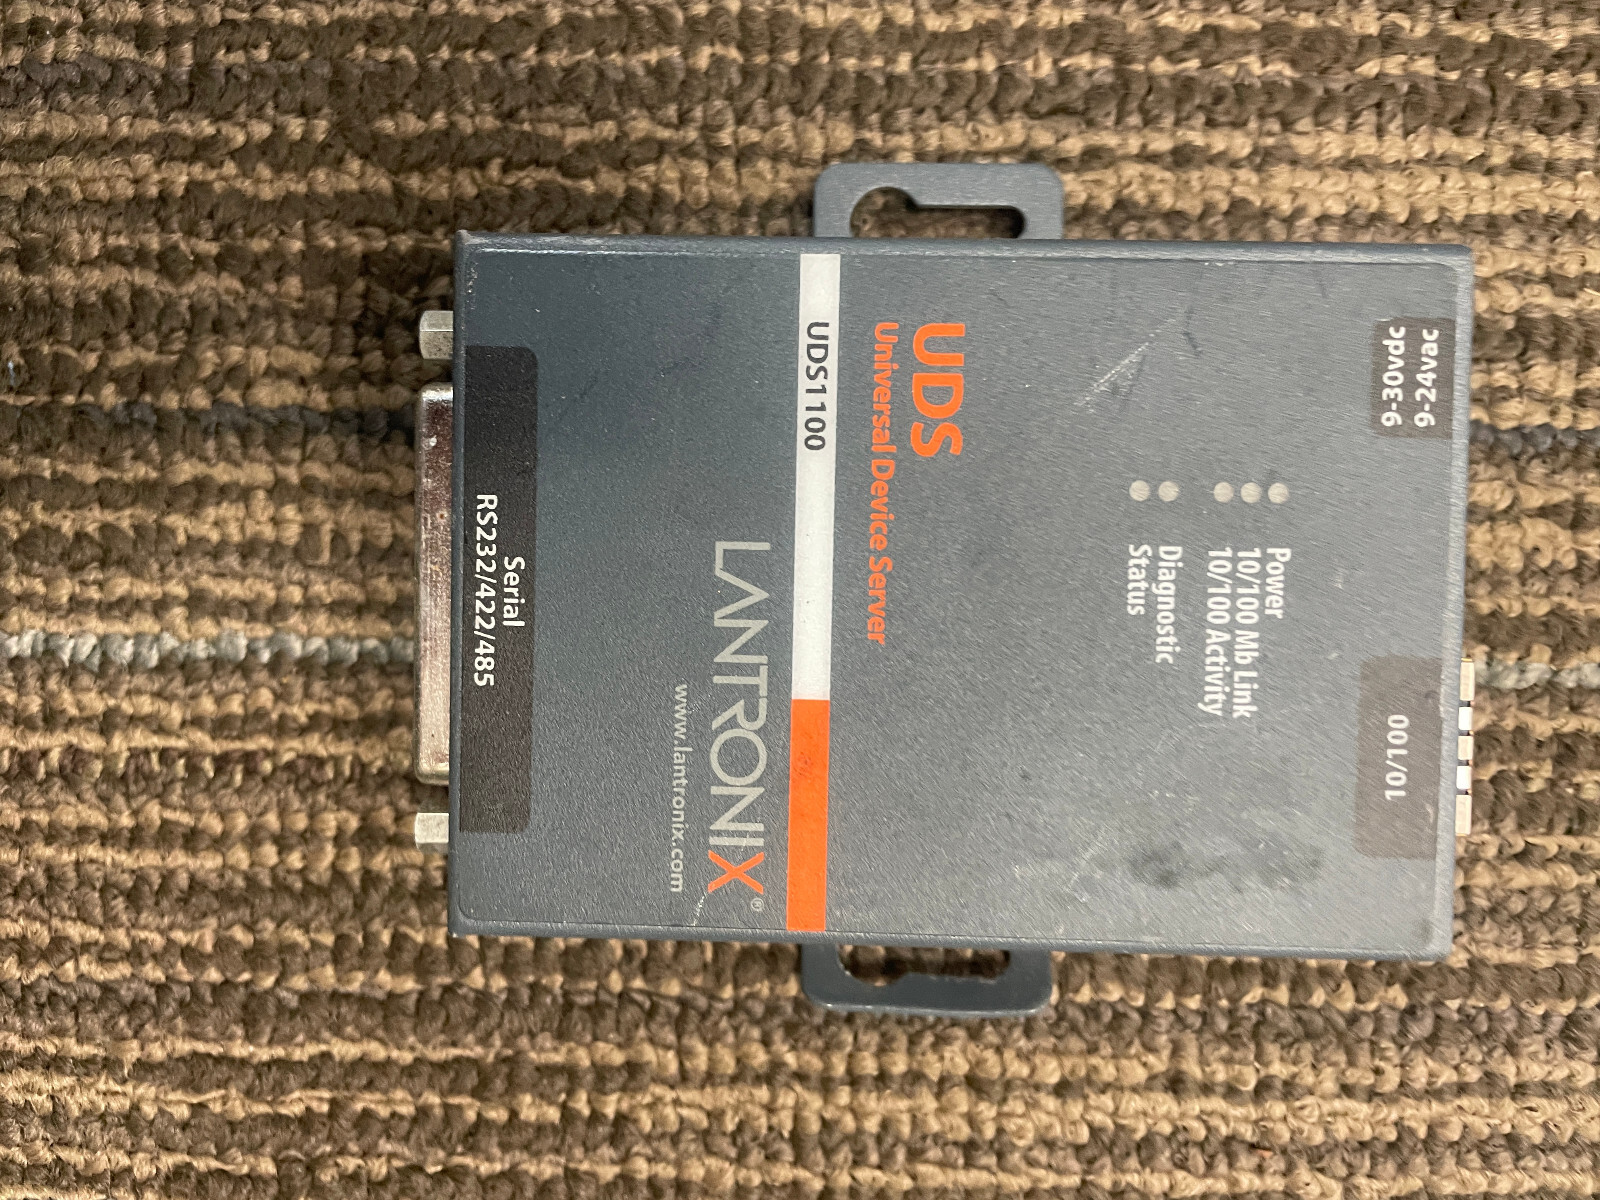 9-30vdc
9-24vac
10/100
Power
10/100 Mb Link
10/100 Activity
Diagnostic
Status
UDS
Universal Device Server
UDS1100
LANTRONIX®
www.lantronix.com
Serial
RS232/422/485